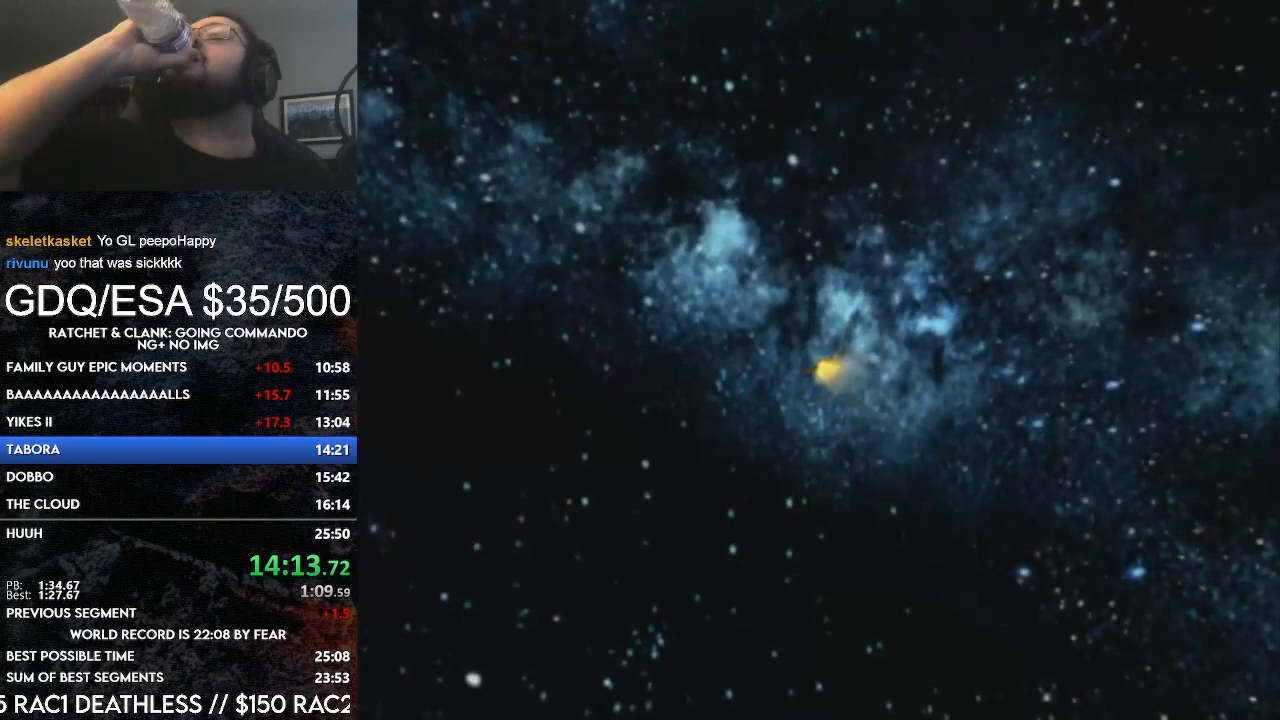 skeletkasket Yo GL peepoHappy
rivunu yoo that was sickkkk
GDQ/ESA $35/500
RATCHET & CLANK: GOING COMMANDO
NG+ NO IMG
FAMILY GUY EPIC MOMENTS +10.5 10:58
BAAAAAAAAAAAAAAAALLS +15.7 11:55
YIKES II +17.3 13:04
TABORA 14:21
DOBBO 15:42
THE CLOUD 16:14
HUUH 25:50
14:13.72
PB: 1:34.67
Best: 1:27.67
1:09.59
PREVIOUS SEGMENT +1.5
WORLD RECORD IS 22:08 BY FEAR
BEST POSSIBLE TIME 25:08
SUM OF BEST SEGMENTS 23:53
5 RAC1 DEATHLESS // $150 RAC2